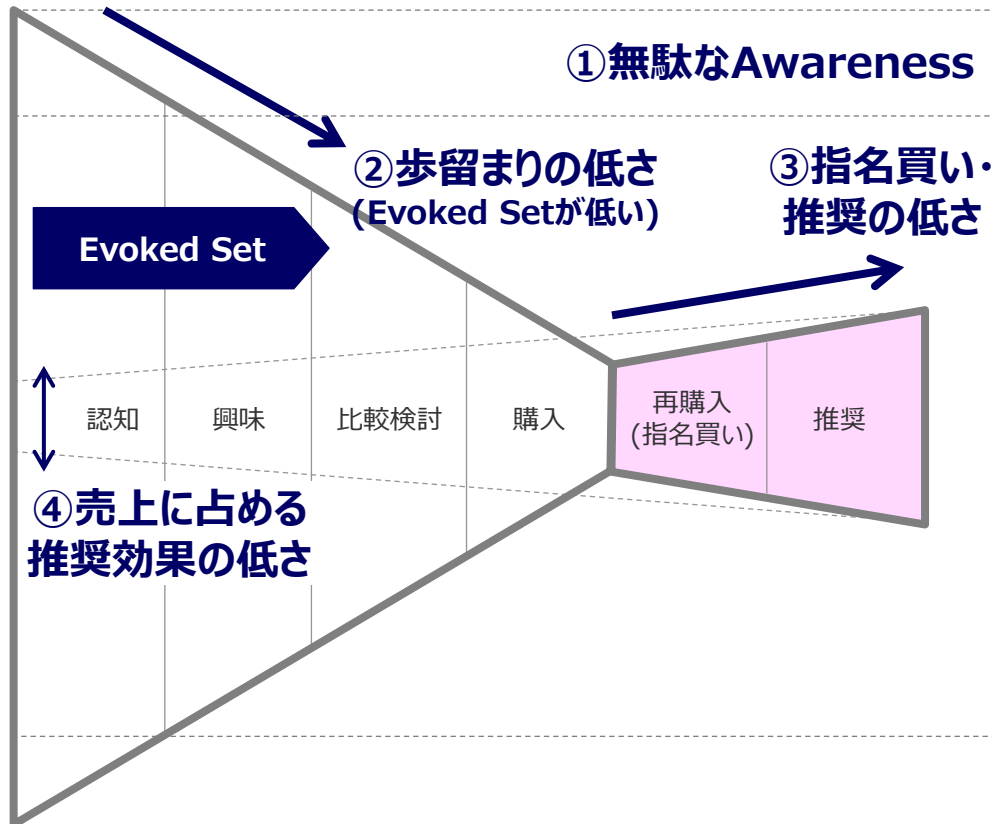 ①無駄なAwareness
②歩留まりの低さ
(Evoked Setが低い)
③指名買い・
推奨の低さ
Evoked Set
認知
興味
比較検討
購入
再購入
(指名買い)
推奨
④売上に占める
推奨効果の低さ